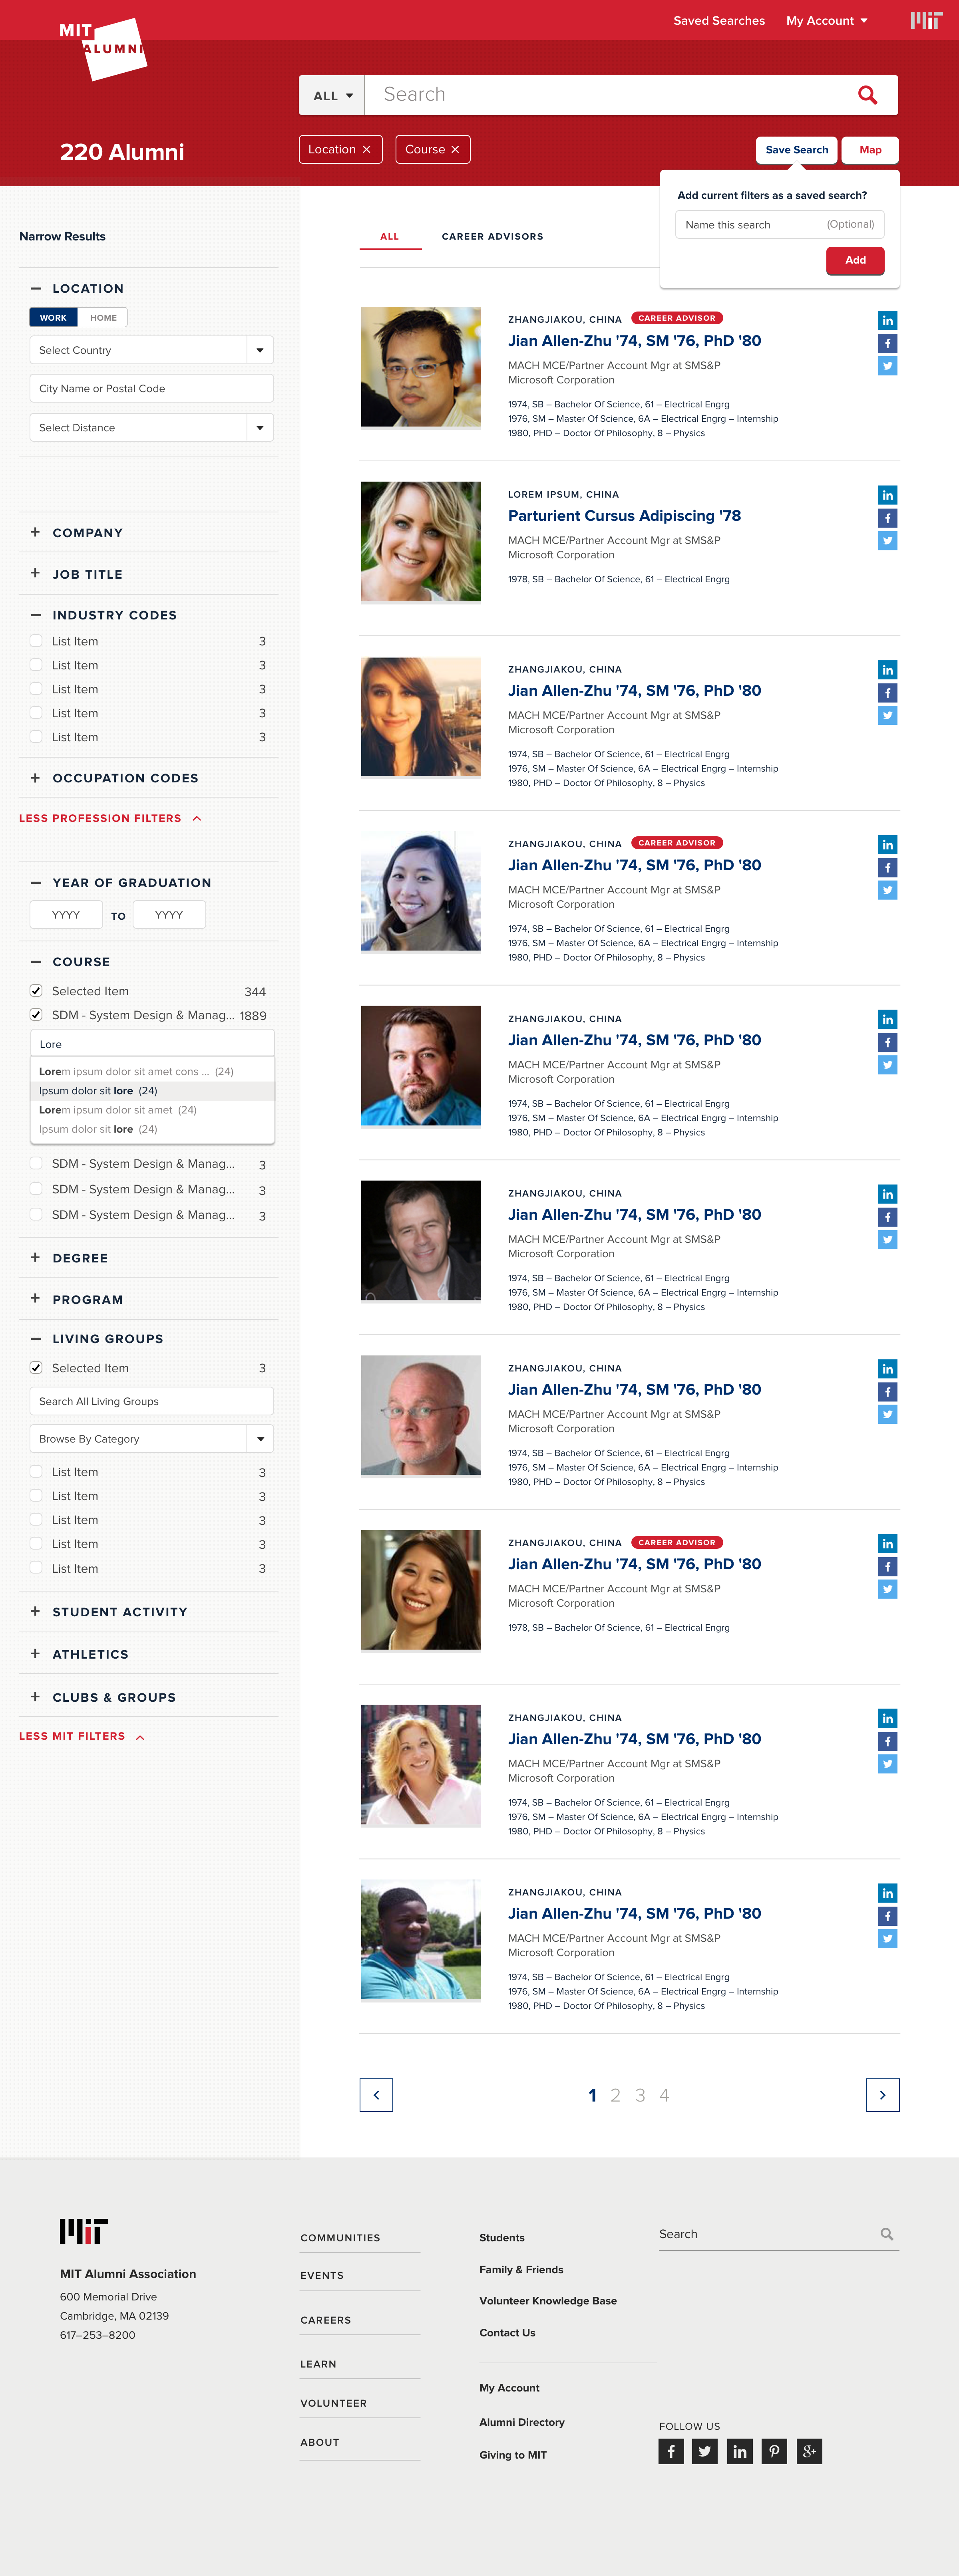 MIT
ALUMNI
Saved Searches
My Account
ALL
Search
220 Alumni
Location ×
Course ×
Save Search
Map
Add current filters as a saved search?
Name this search (Optional)
Add
Narrow Results
LOCATION
WORK
HOME
Select Country
City Name or Postal Code
Select Distance
+ COMPANY
+ JOB TITLE
INDUSTRY CODES
List Item 3
List Item 3
List Item 3
List Item 3
List Item 3
+ OCCUPATION CODES
LESS PROFESSION FILTERS
YEAR OF GRADUATION
YYYY TO YYYY
COURSE
Selected Item 344
SDM - System Design & Manag... 1889
Lore
Lorem ipsum dolor sit amet cons ... (24)
Ipsum dolor sit lore (24)
Lorem ipsum dolor sit amet (24)
Ipsum dolor sit lore (24)
SDM - System Design & Manag... 3
SDM - System Design & Manag... 3
SDM - System Design & Manag... 3
+ DEGREE
+ PROGRAM
LIVING GROUPS
Selected Item 3
Search All Living Groups
Browse By Category
List Item 3
List Item 3
List Item 3
List Item 3
List Item 3
+ STUDENT ACTIVITY
+ ATHLETICS
+ CLUBS & GROUPS
LESS MIT FILTERS
ALL
CAREER ADVISORS
ZHANGJIAKOU, CHINA CAREER ADVISOR
Jian Allen-Zhu '74, SM '76, PhD '80
MACH MCE/Partner Account Mgr at SMS&P
Microsoft Corporation
1974, SB – Bachelor Of Science, 61 – Electrical Engrg
1976, SM – Master Of Science, 6A – Electrical Engrg – Internship
1980, PHD – Doctor Of Philosophy, 8 – Physics
LOREM IPSUM, CHINA
Parturient Cursus Adipiscing '78
MACH MCE/Partner Account Mgr at SMS&P
Microsoft Corporation
1978, SB – Bachelor Of Science, 61 – Electrical Engrg
ZHANGJIAKOU, CHINA
Jian Allen-Zhu '74, SM '76, PhD '80
MACH MCE/Partner Account Mgr at SMS&P
Microsoft Corporation
1974, SB – Bachelor Of Science, 61 – Electrical Engrg
1976, SM – Master Of Science, 6A – Electrical Engrg – Internship
1980, PHD – Doctor Of Philosophy, 8 – Physics
ZHANGJIAKOU, CHINA CAREER ADVISOR
Jian Allen-Zhu '74, SM '76, PhD '80
MACH MCE/Partner Account Mgr at SMS&P
Microsoft Corporation
1974, SB – Bachelor Of Science, 61 – Electrical Engrg
1976, SM – Master Of Science, 6A – Electrical Engrg – Internship
1980, PHD – Doctor Of Philosophy, 8 – Physics
ZHANGJIAKOU, CHINA
Jian Allen-Zhu '74, SM '76, PhD '80
MACH MCE/Partner Account Mgr at SMS&P
Microsoft Corporation
1974, SB – Bachelor Of Science, 61 – Electrical Engrg
1976, SM – Master Of Science, 6A – Electrical Engrg – Internship
1980, PHD – Doctor Of Philosophy, 8 – Physics
ZHANGJIAKOU, CHINA
Jian Allen-Zhu '74, SM '76, PhD '80
MACH MCE/Partner Account Mgr at SMS&P
Microsoft Corporation
1974, SB – Bachelor Of Science, 61 – Electrical Engrg
1976, SM – Master Of Science, 6A – Electrical Engrg – Internship
1980, PHD – Doctor Of Philosophy, 8 – Physics
ZHANGJIAKOU, CHINA
Jian Allen-Zhu '74, SM '76, PhD '80
MACH MCE/Partner Account Mgr at SMS&P
Microsoft Corporation
1974, SB – Bachelor Of Science, 61 – Electrical Engrg
1976, SM – Master Of Science, 6A – Electrical Engrg – Internship
1980, PHD – Doctor Of Philosophy, 8 – Physics
ZHANGJIAKOU, CHINA CAREER ADVISOR
Jian Allen-Zhu '74, SM '76, PhD '80
MACH MCE/Partner Account Mgr at SMS&P
Microsoft Corporation
1978, SB – Bachelor Of Science, 61 – Electrical Engrg
ZHANGJIAKOU, CHINA
Jian Allen-Zhu '74, SM '76, PhD '80
MACH MCE/Partner Account Mgr at SMS&P
Microsoft Corporation
1974, SB – Bachelor Of Science, 61 – Electrical Engrg
1976, SM – Master Of Science, 6A – Electrical Engrg – Internship
1980, PHD – Doctor Of Philosophy, 8 – Physics
ZHANGJIAKOU, CHINA
Jian Allen-Zhu '74, SM '76, PhD '80
MACH MCE/Partner Account Mgr at SMS&P
Microsoft Corporation
1974, SB – Bachelor Of Science, 61 – Electrical Engrg
1976, SM – Master Of Science, 6A – Electrical Engrg – Internship
1980, PHD – Doctor Of Philosophy, 8 – Physics
1 2 3 4
MIT Alumni Association
600 Memorial Drive
Cambridge, MA 02139
617–253–8200
COMMUNITIES
EVENTS
CAREERS
LEARN
VOLUNTEER
ABOUT
Students
Family & Friends
Volunteer Knowledge Base
Contact Us
My Account
Alumni Directory
Giving to MIT
Search
FOLLOW US